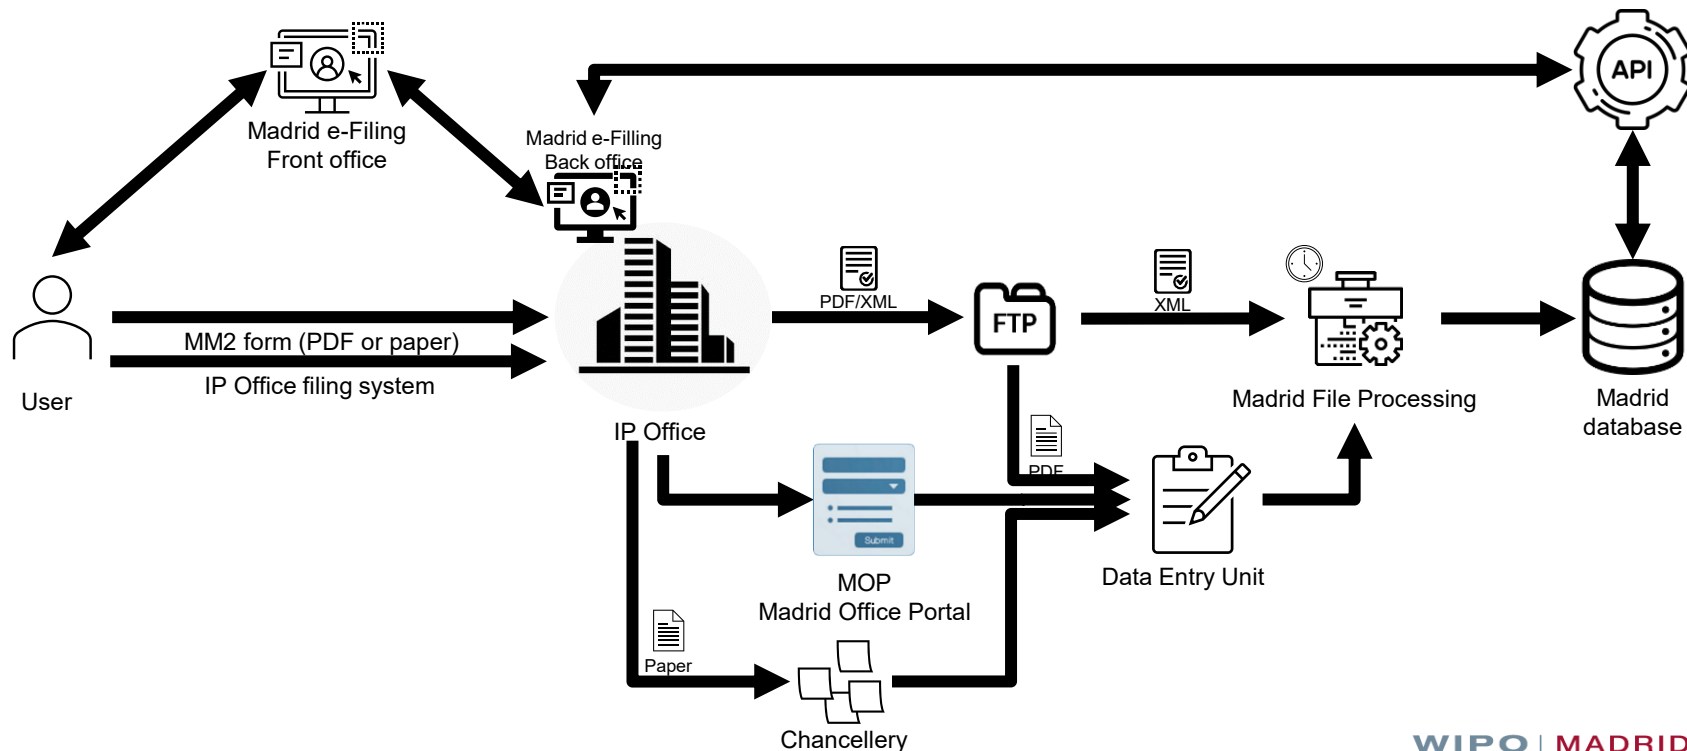 API
Madrid e-Filing
Front office
Madrid e-Filling
Back office
PDF/XML
FTP
XML
MM2 form (PDF or paper)
IP Office filing system
User
IP Office
Madrid File Processing
Madrid
database
PDF
Submit
Data Entry Unit
MOP
Madrid Office Portal
Paper
Chancellery
WIPO | MADRID